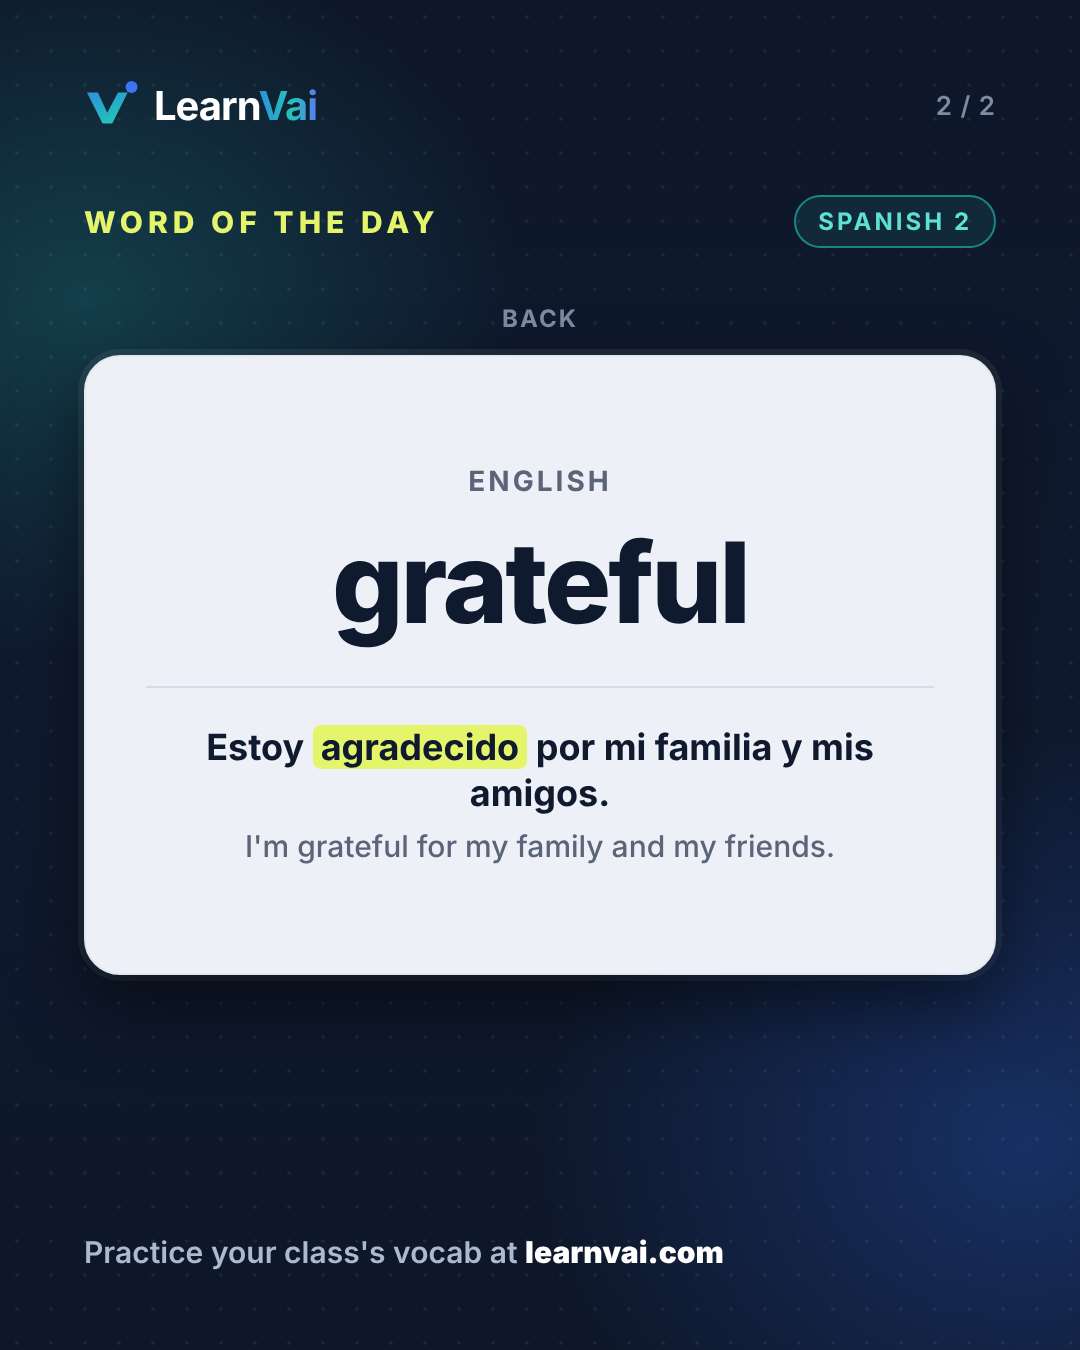 LearnVai
2 / 2
WORD OF THE DAY
SPANISH 2
BACK
ENGLISH
grateful
Estoy agradecido por mi familia y mis
amigos.
I'm grateful for my family and my friends.
Practice your class's vocab at learnvai.com